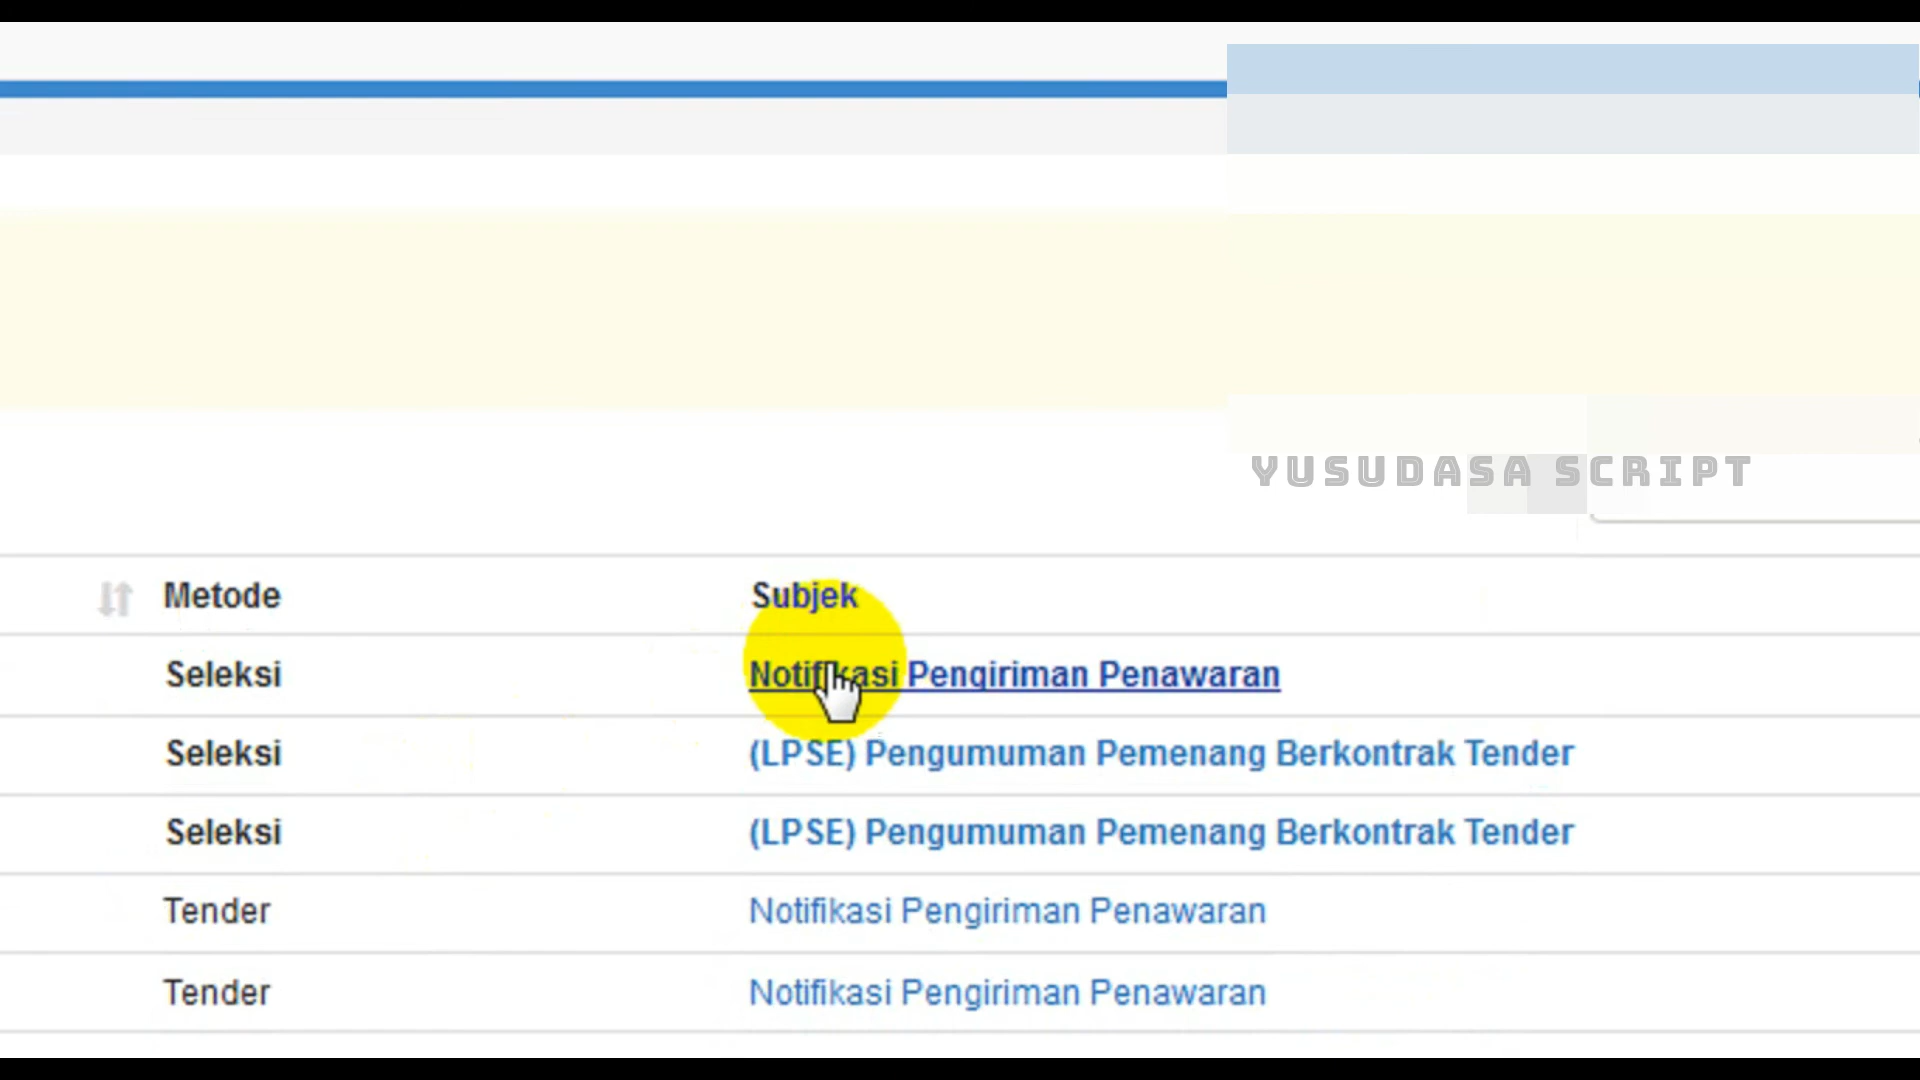 YUSUDASA SCRIPT
Metode Subjek
Seleksi Notifikasi Pengiriman Penawaran
Seleksi (LPSE) Pengumuman Pemenang Berkontrak Tender
Seleksi (LPSE) Pengumuman Pemenang Berkontrak Tender
Tender Notifikasi Pengiriman Penawaran
Tender Notifikasi Pengiriman Penawaran